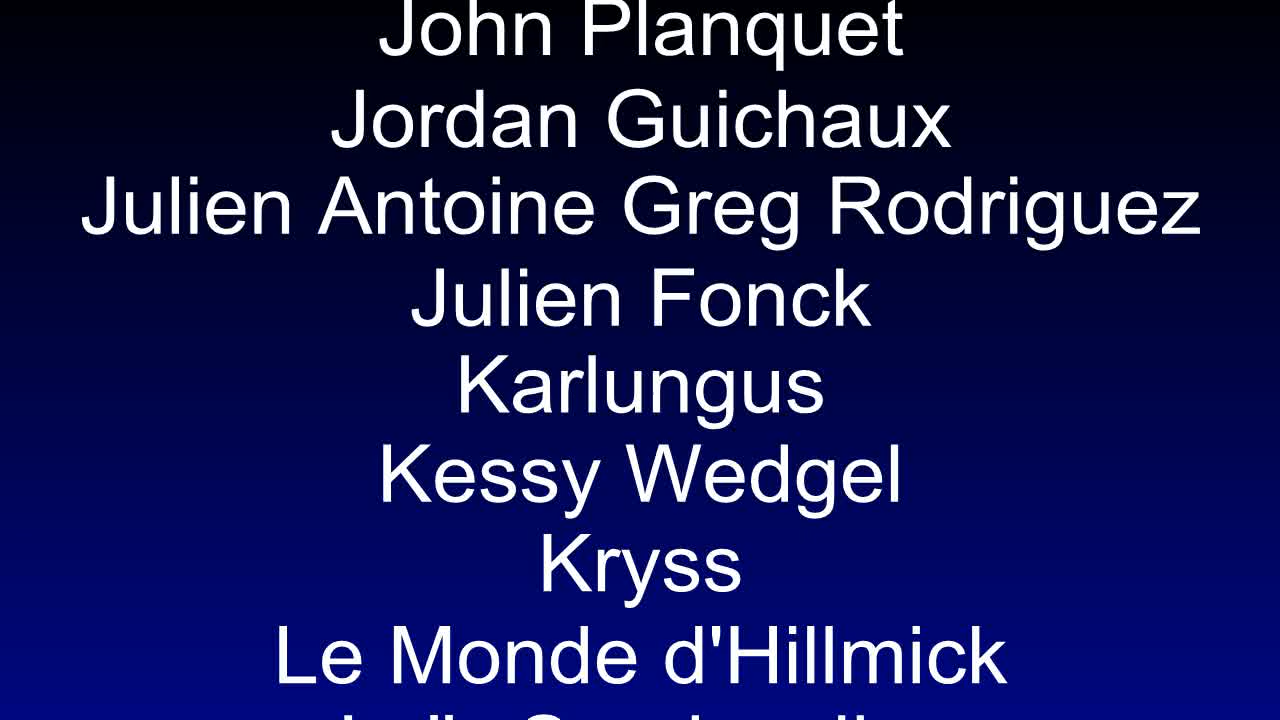 John Planquet
Jordan Guichaux
Julien Antoine Greg Rodriguez
Julien Fonck
Karlungus
Kessy Wedgel
Kryss
Le Monde d'Hillmick